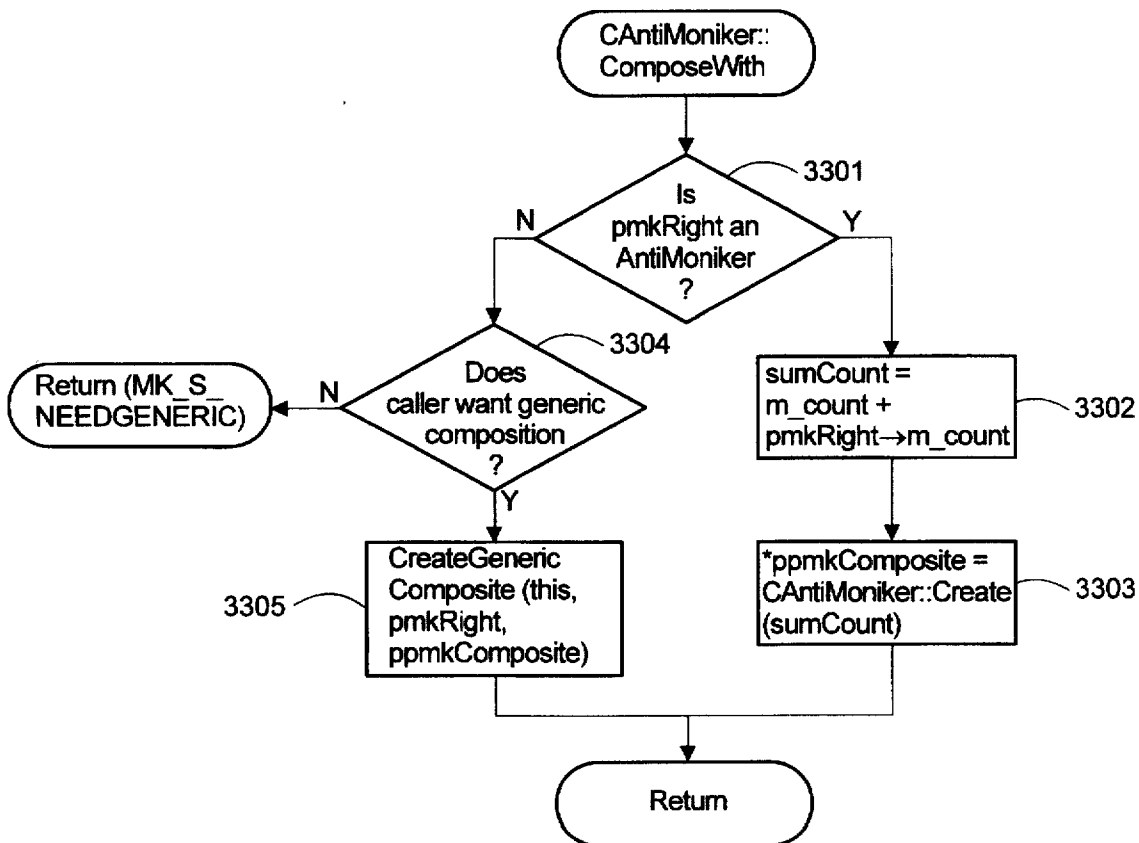 CAntiMoniker::
ComposeWith
3301
Is
pmkRight an
AntiMoniker
?
N
Y
3304
Does
caller want generic
composition
?
N
Y
Return (MK_S_
NEEDGENERIC)
sumCount =
m_count +
pmkRight→m_count
3302
CreateGeneric
Composite (this,
pmkRight,
ppmkComposite)
3305
*ppmkComposite =
CAntiMoniker::Create
(sumCount)
3303
Return